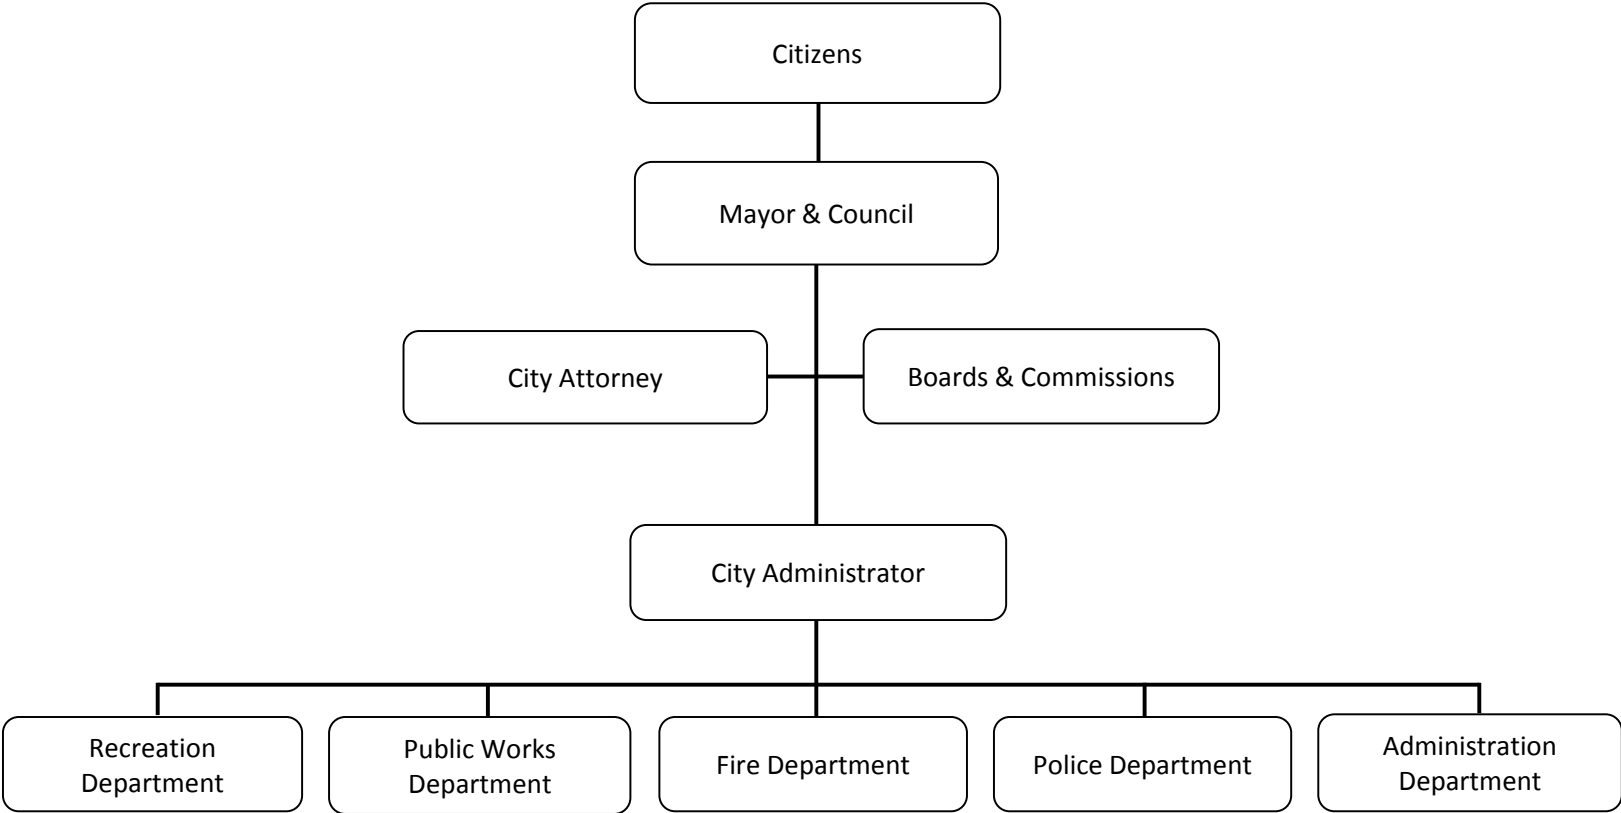 Citizens
Mayor & Council
City Attorney
Boards & Commissions
City Administrator
Recreation
Department
Public Works
Department
Fire Department
Police Department
Administration
Department